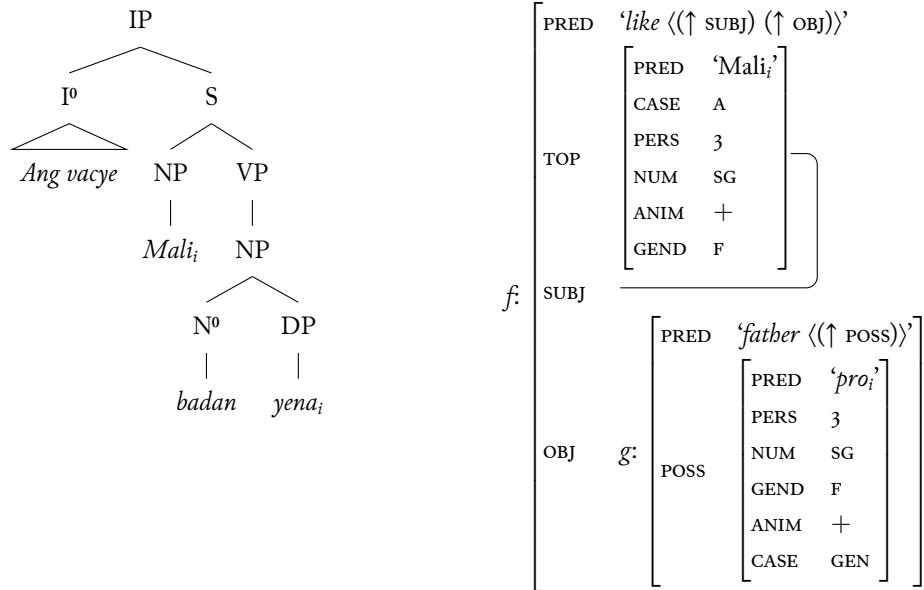 IP
I⁰ S
Ang vacye NP VP
Maliᵢ NP
N⁰ DP
badan yenaᵢ
f:
PRED ‘like ⟨(↑ SUBJ) (↑ OBJ)⟩’
TOP
PRED ‘Maliᵢ’
CASE A
PERS 3
NUM SG
ANIM +
GEND F
SUBJ
OBJ g:
PRED ‘father ⟨(↑ POSS)⟩’
POSS
PRED ‘proᵢ’
PERS 3
NUM SG
GEND F
ANIM +
CASE GEN